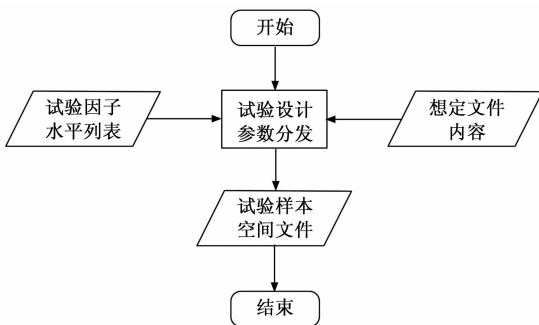 开始
试验因子
水平列表
试验设计
参数分发
想定文件
内容
试验样本
空间文件
结束